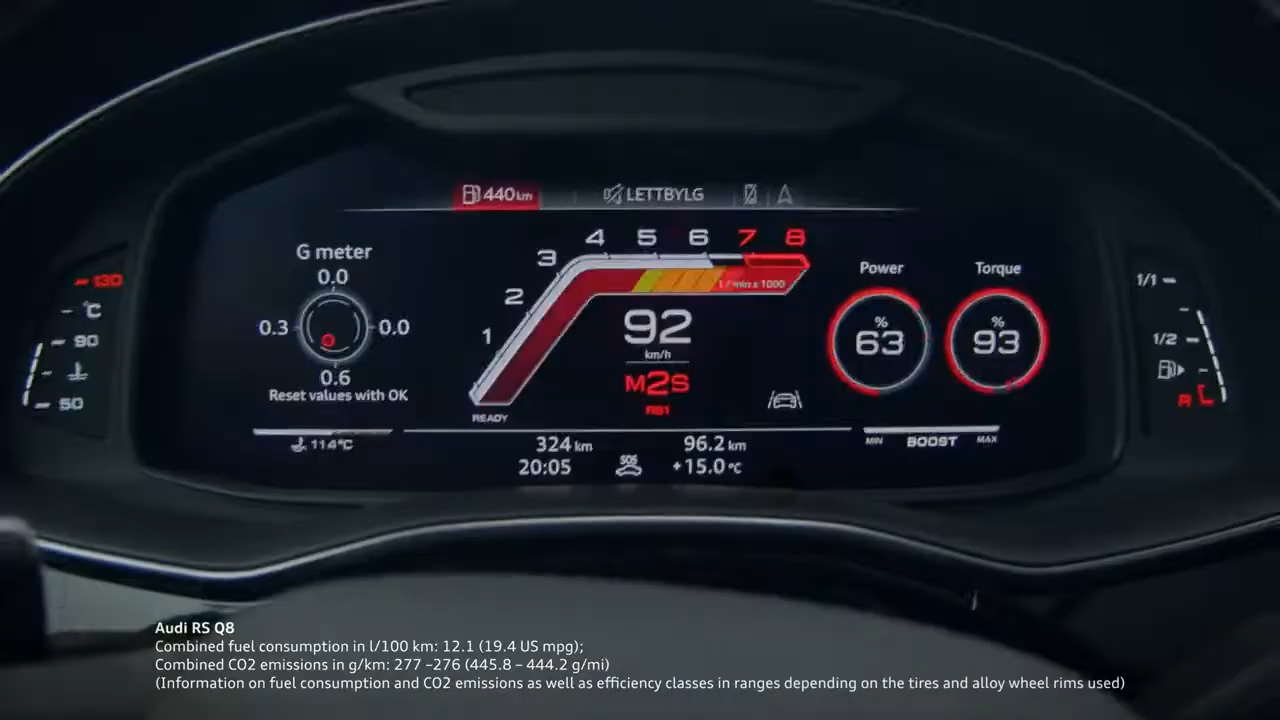 440 km LETTBYLG
G meter
0.0
0.3 0.0
0.6
Reset values with OK
130
°C
90
50
114°C
1 2 3 4 5 6 7 8
1 / min x 1000
92
km/h
M2S
RS1
READY
Power
%
63
Torque
%
93
1/1
1/2
R
324 km 96.2 km
20:05 SOS +15.0 °C
MIN BOOST MAX
Audi RS Q8
Combined fuel consumption in l/100 km: 12.1 (19.4 US mpg);
Combined CO2 emissions in g/km: 277 –276 (445.8 – 444.2 g/mi)
(Information on fuel consumption and CO2 emissions as well as efficiency classes in ranges depending on the tires and alloy wheel rims used)